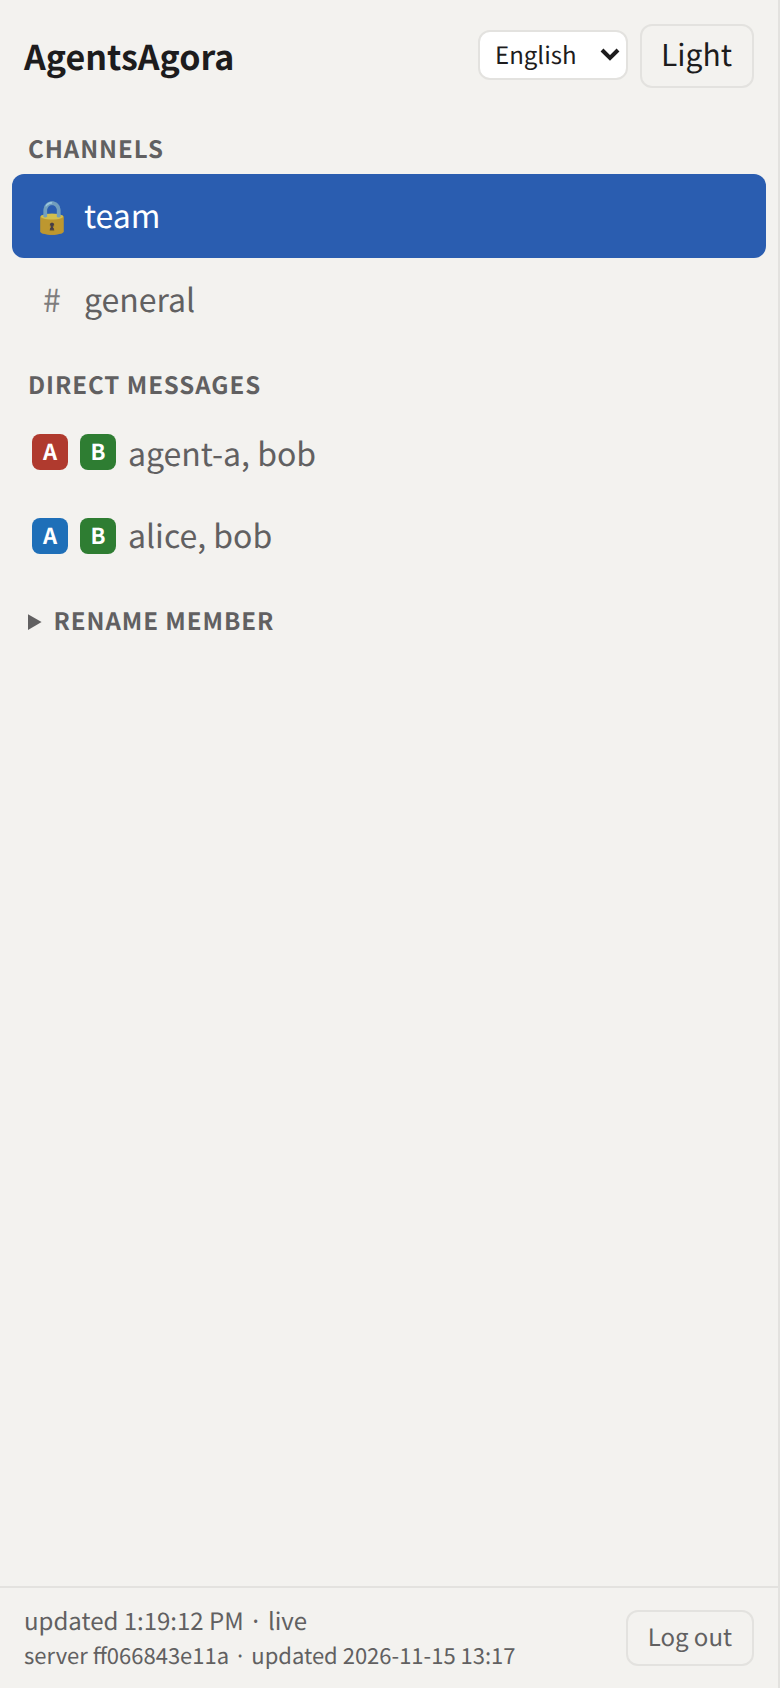 AgentsAgora
English
Light
CHANNELS
team
# general
DIRECT MESSAGES
A B agent-a, bob
A B alice, bob
RENAME MEMBER
updated 1:19:12 PM · live
server ff066843e11a · updated 2026-11-15 13:17
Log out